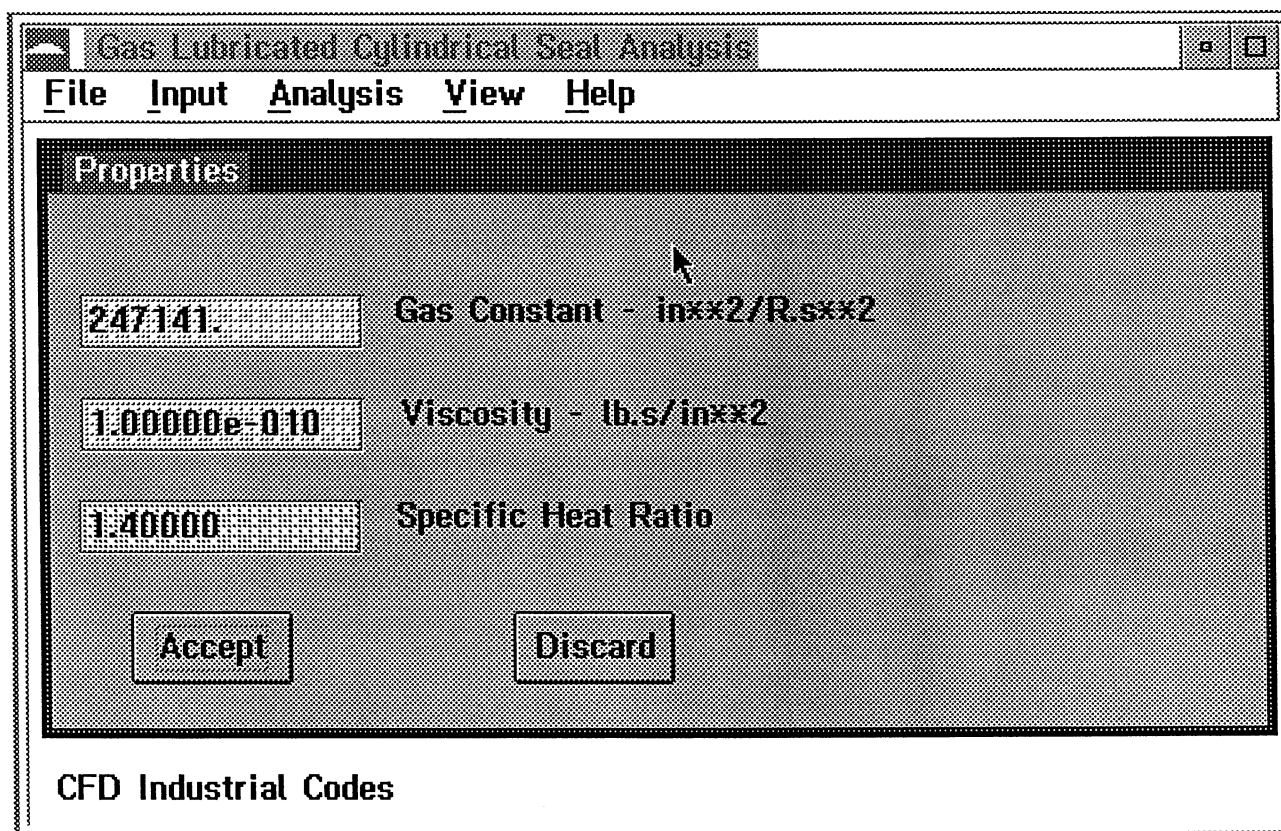 Gas Lubricated Cylindrical Seal Analysis
File Input Analysis View Help
Properties
247141. Gas Constant - in**2/R.s**2
1.00000e-010 Viscosity - lb.s/in**2
1.40000 Specific Heat Ratio
Accept Discard
CFD Industrial Codes